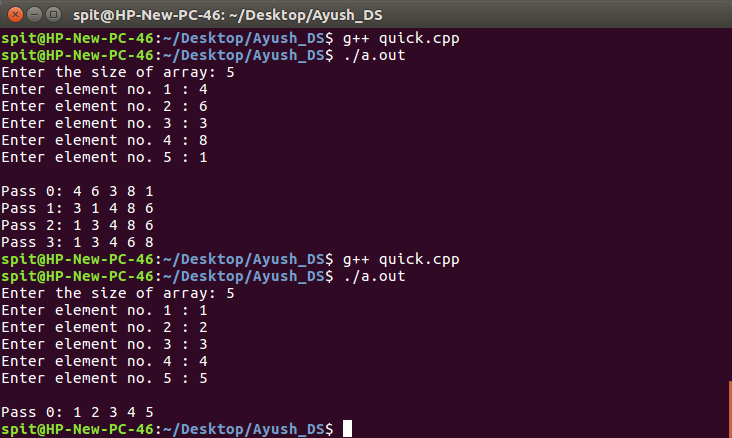 spit@HP-New-PC-46: ~/Desktop/Ayush_DS
spit@HP-New-PC-46:~/Desktop/Ayush_DS$ g++ quick.cpp
spit@HP-New-PC-46:~/Desktop/Ayush_DS$ ./a.out
Enter the size of array: 5
Enter element no. 1 : 4
Enter element no. 2 : 6
Enter element no. 3 : 3
Enter element no. 4 : 8
Enter element no. 5 : 1

Pass 0: 4 6 3 8 1
Pass 1: 3 1 4 8 6
Pass 2: 1 3 4 8 6
Pass 3: 1 3 4 6 8
spit@HP-New-PC-46:~/Desktop/Ayush_DS$ g++ quick.cpp
spit@HP-New-PC-46:~/Desktop/Ayush_DS$ ./a.out
Enter the size of array: 5
Enter element no. 1 : 1
Enter element no. 2 : 2
Enter element no. 3 : 3
Enter element no. 4 : 4
Enter element no. 5 : 5

Pass 0: 1 2 3 4 5
spit@HP-New-PC-46:~/Desktop/Ayush_DS$